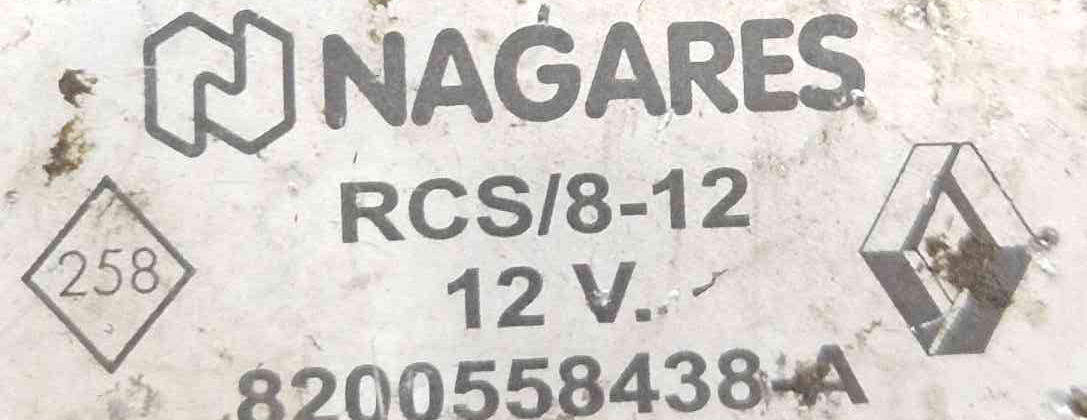 NAGARES
RCS/8-12
258
12 V.
8200558438-A